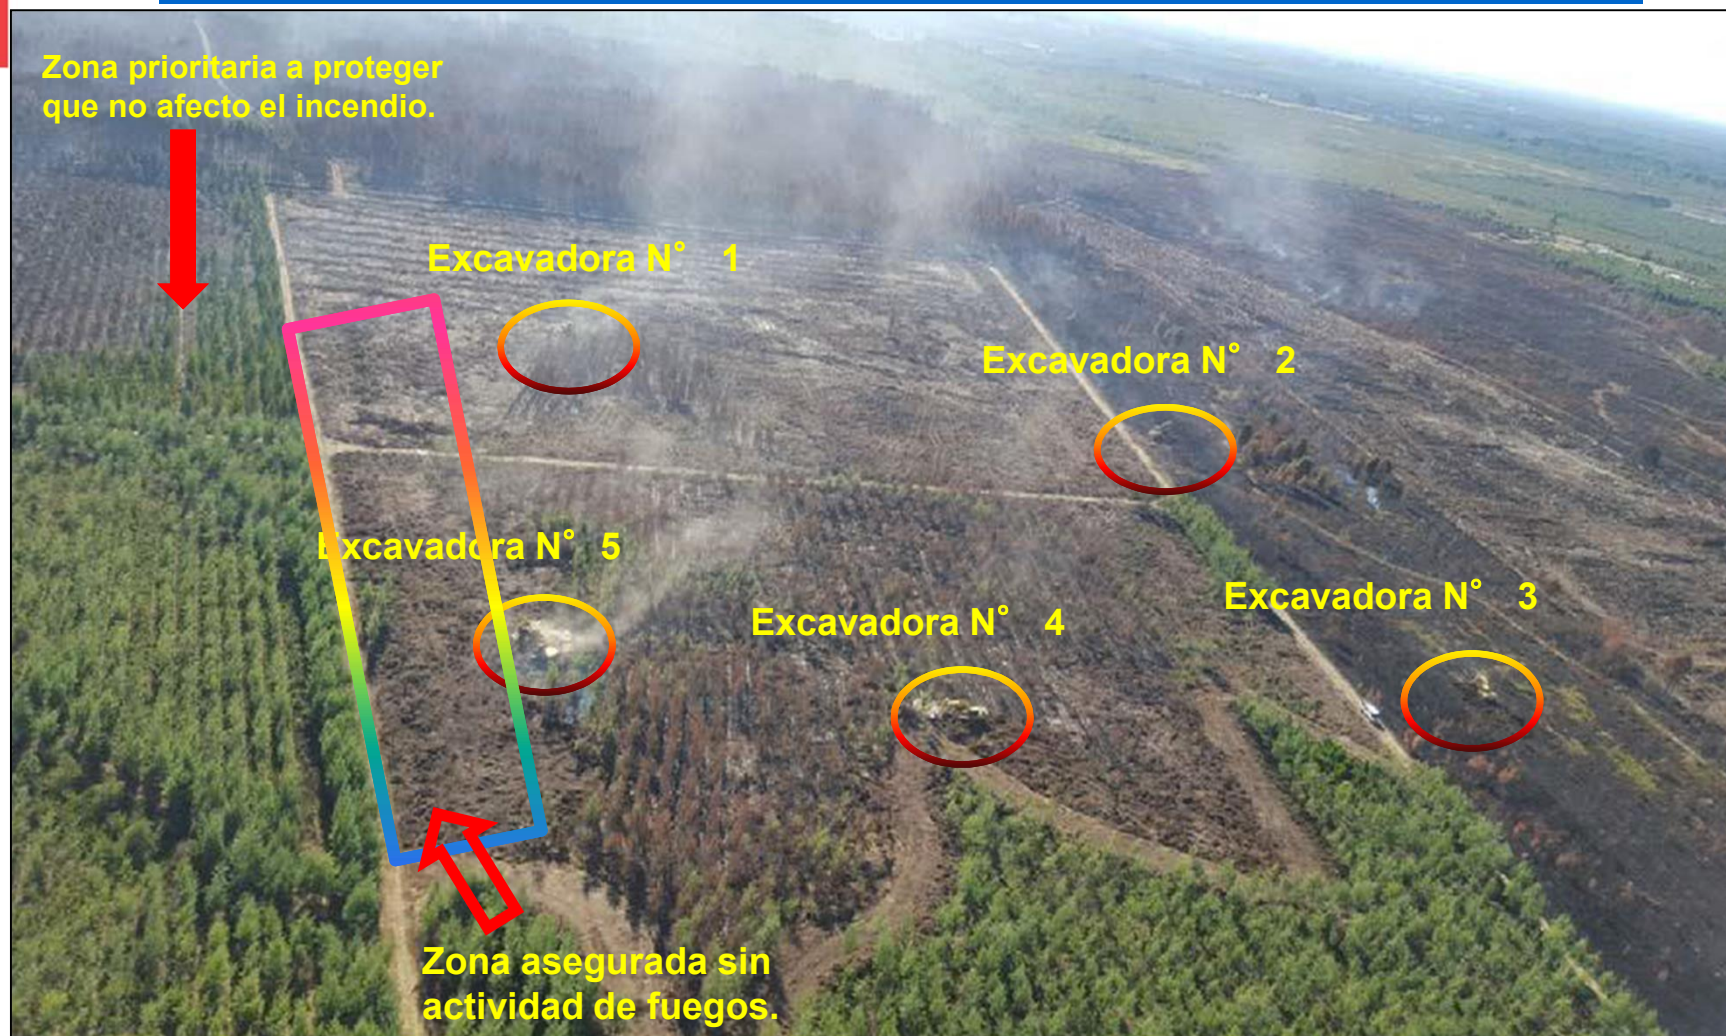 Zona prioritaria a proteger
que no afecto el incendio.
Excavadora N° 1
Excavadora N° 2
Excavadora N° 5
Excavadora N° 3
Excavadora N° 4
Zona asegurada sin
actividad de fuegos.